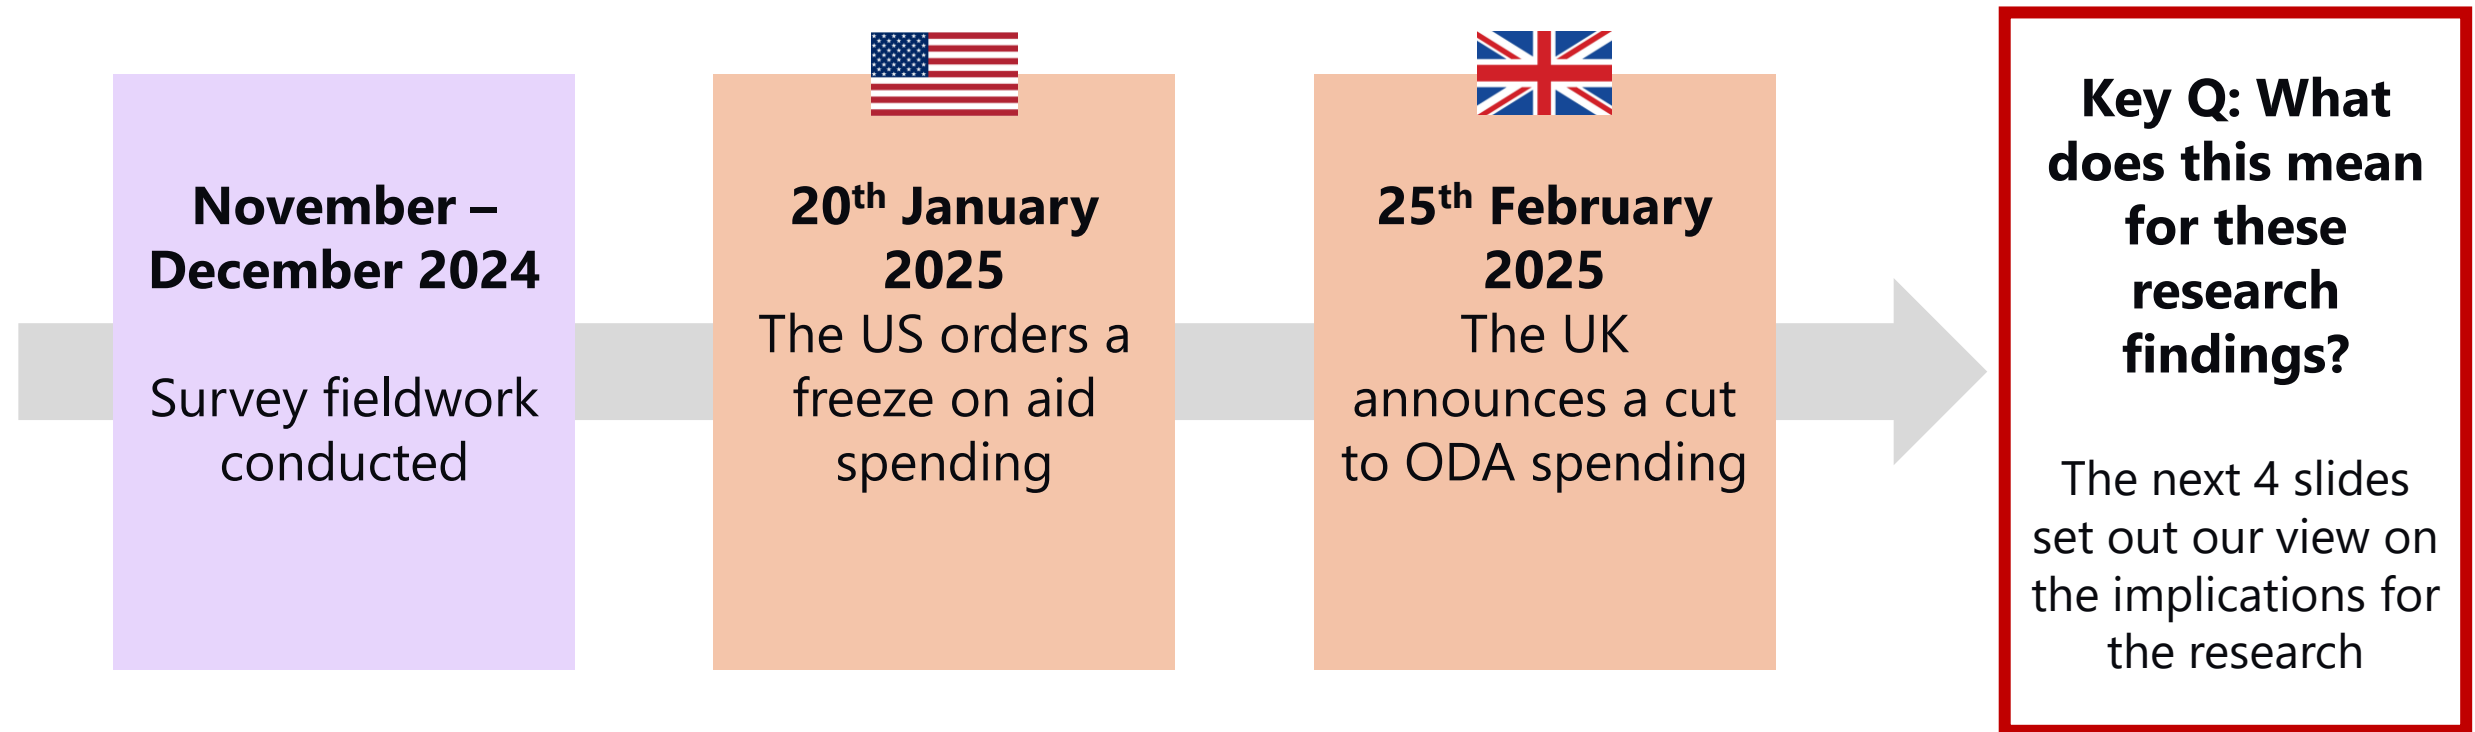 November –
December 2024
Survey fieldwork
conducted
20th January
2025
The US orders a
freeze on aid
spending
25th February
2025
The UK
announces a cut
to ODA spending
Key Q: What
does this mean
for these
research
findings?
The next 4 slides
set out our view on
the implications for
the research